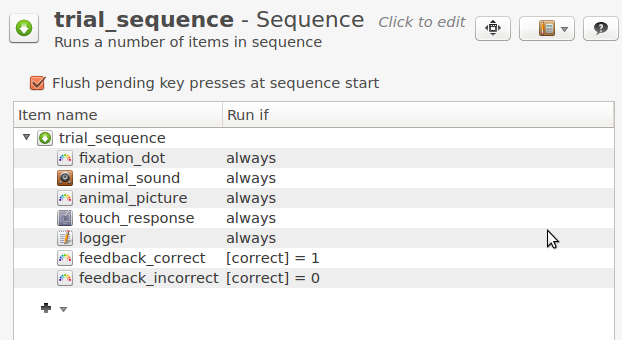 trial_sequence - Sequence Click to edit
Runs a number of items in sequence
Flush pending key presses at sequence start
Item name Run if
trial_sequence
fixation_dot always
animal_sound always
animal_picture always
touch_response always
logger always
feedback_correct [correct] = 1
feedback_incorrect [correct] = 0